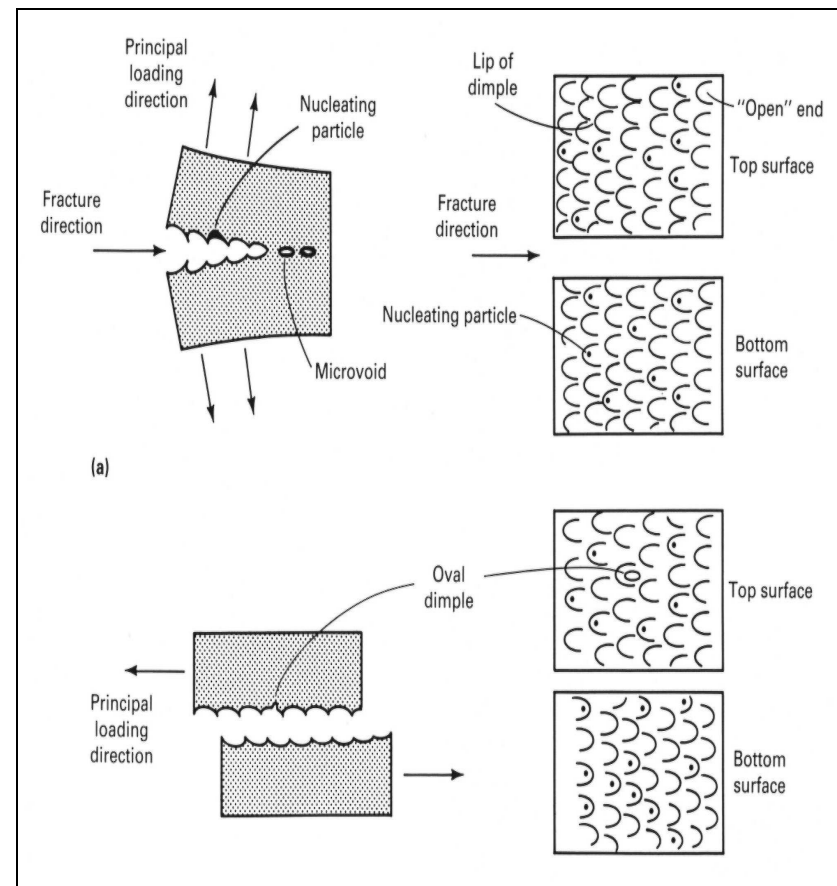 Principal
loading
direction
Nucleating
particle
Fracture
direction
Microvoid
Lip of
dimple
"Open" end
Top surface
Fracture
direction
Nucleating particle
Bottom
surface
(a)
Oval
dimple
Top surface
Principal
loading
direction
Bottom
surface